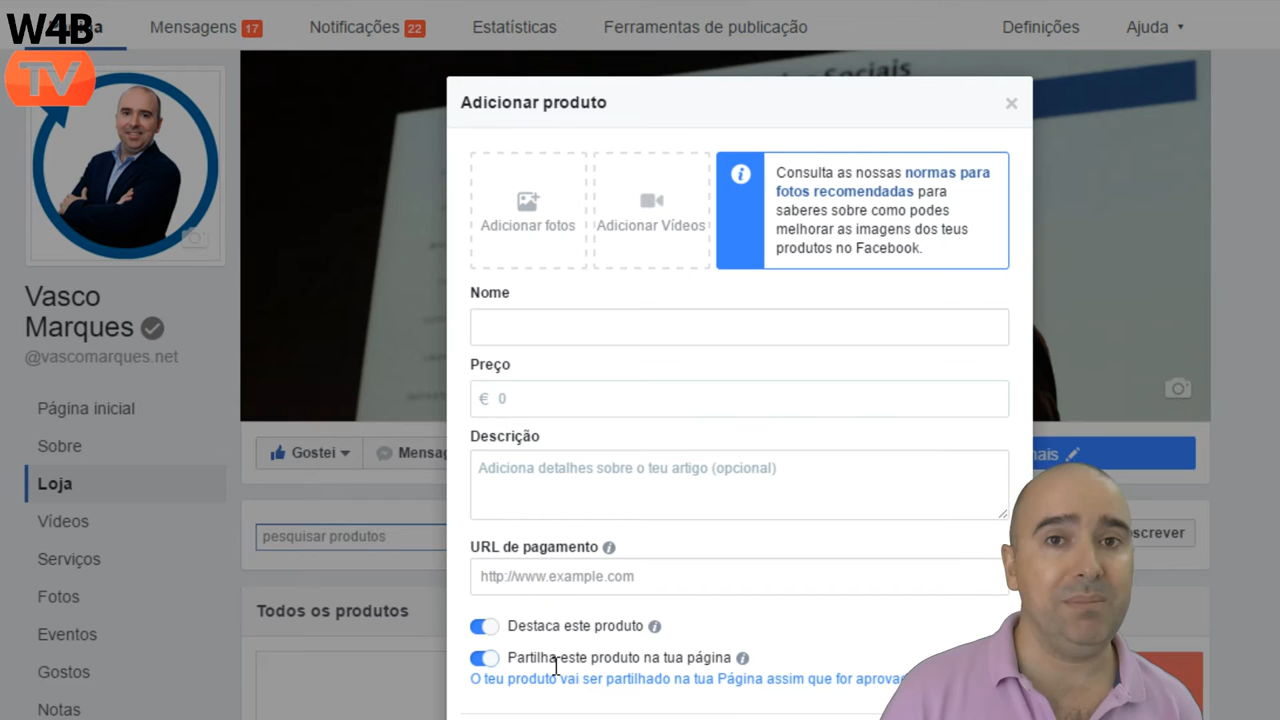 W4B
TV
Mensagens 17
Notificações 22
Estatísticas
Ferramentas de publicação
Definições
Ajuda
Sociais
Adicionar produto
Adicionar fotos
Adicionar Vídeos
Consulta as nossas normas para
fotos recomendadas para
saberes sobre como podes
melhorar as imagens dos teus
produtos no Facebook.
Nome
Preço
€ 0
Descrição
Adiciona detalhes sobre o teu artigo (opcional)
URL de pagamento
http://www.example.com
Destaca este produto
Partilha este produto na tua página
O teu produto vai ser partilhado na tua Página assim que for
Vasco
Marques
@vascomarques.net
Página inicial
Sobre
Loja
Vídeos
Serviços
Fotos
Eventos
Gostos
Notas
Gostei
pesquisar produtos
Todos os produtos